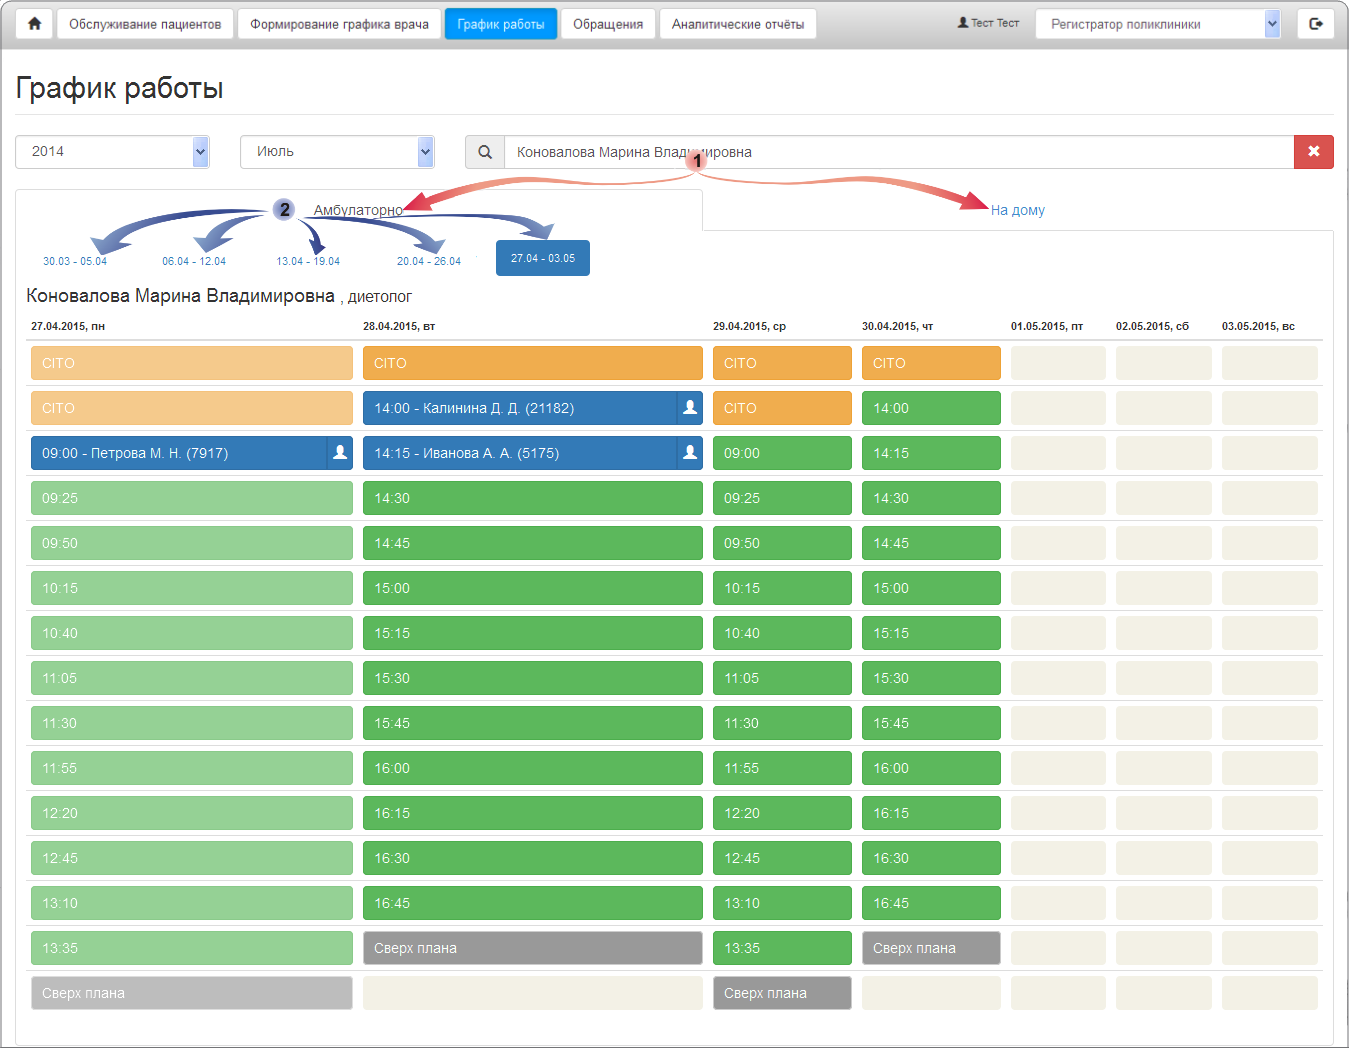 Обслуживание пациентов Формирование графика врача График работы Обращения Аналитические отчёты Тест Тест Регистратор поликлиники
График работы
2014 Июль Коновалова Марина Владимировна
1
2 Амбулаторно На дому
30.03 - 05.04 06.04 - 12.04 13.04 - 19.04 20.04 - 26.04 27.04 - 03.05
Коновалова Марина Владимировна , диетолог
27.04.2015, пн 28.04.2015, вт 29.04.2015, ср 30.04.2015, чт 01.05.2015, пт 02.05.2015, сб 03.05.2015, вс
CITO CITO CITO CITO
CITO 14:00 - Калинина Д. Д. (21182) CITO 14:00
09:00 - Петрова М. Н. (7917) 14:15 - Иванова А. А. (5175) 09:00 14:15
09:25 14:30 09:25 14:30
09:50 14:45 09:50 14:45
10:15 15:00 10:15 15:00
10:40 15:15 10:40 15:15
11:05 15:30 11:05 15:30
11:30 15:45 11:30 15:45
11:55 16:00 11:55 16:00
12:20 16:15 12:20 16:15
12:45 16:30 12:45 16:30
13:10 16:45 13:10 16:45
13:35 Сверх плана 13:35 Сверх плана
Сверх плана Сверх плана